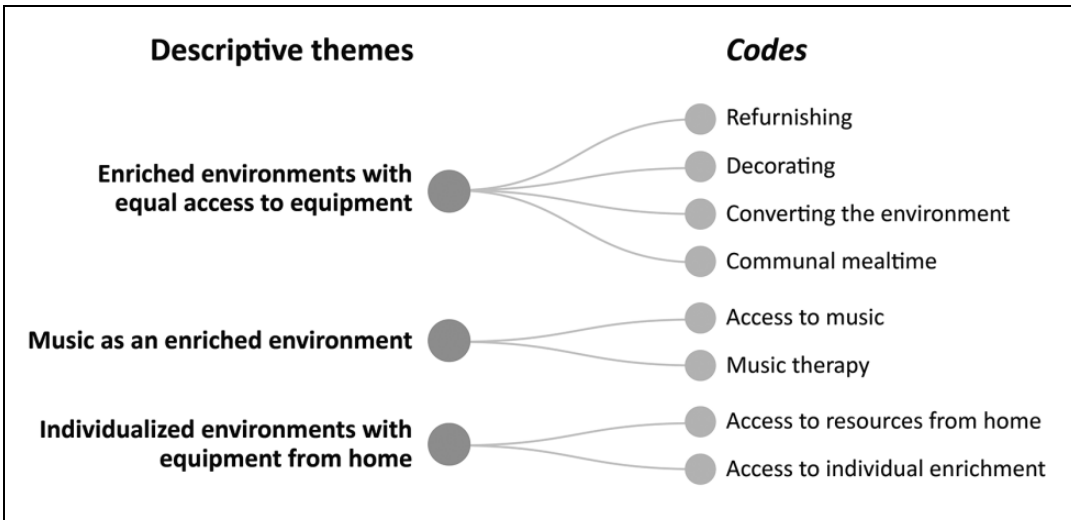 Descriptive themes
Codes
Enriched environments with
equal access to equipment
Refurnishing
Decorating
Converting the environment
Communal mealtime
Music as an enriched environment
Access to music
Music therapy
Individualized environments with
equipment from home
Access to resources from home
Access to individual enrichment